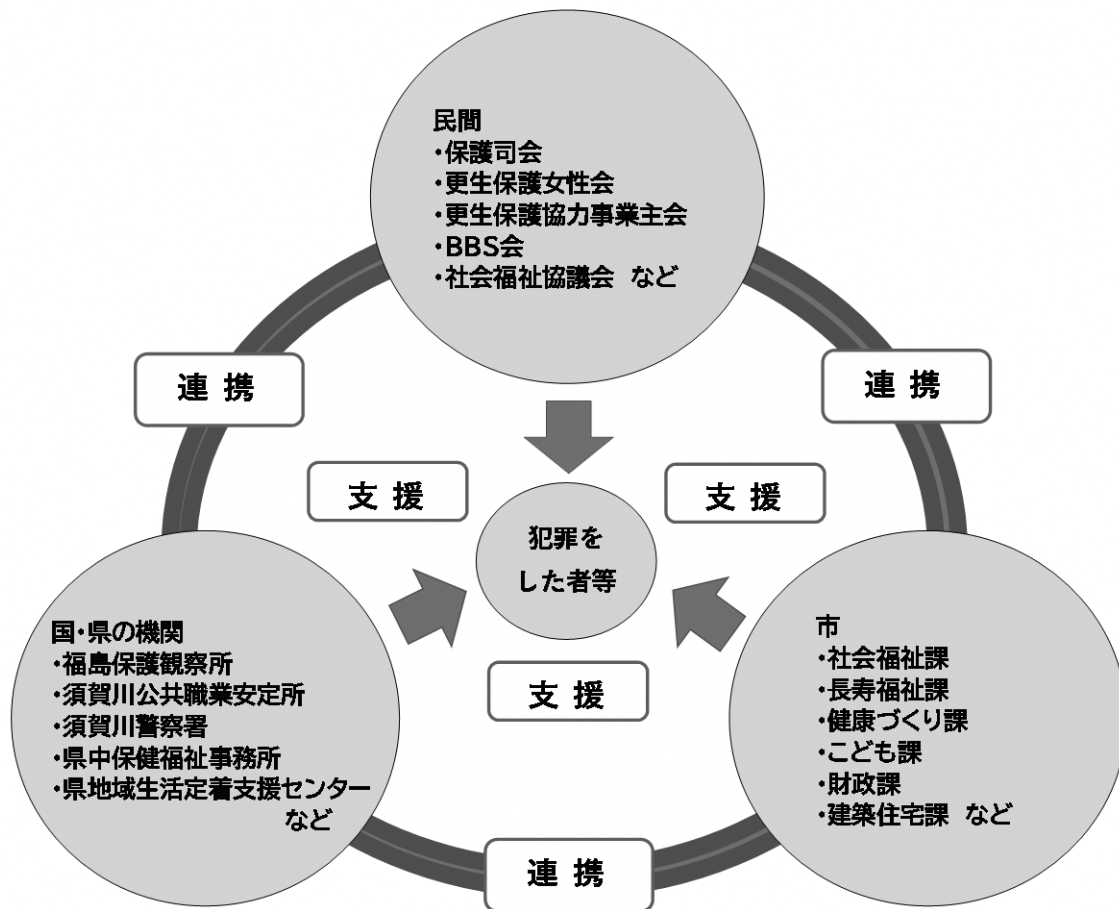 民間
・保護司会
・更生保護女性会
・更生保護協力事業主会
・BBS会
・社会福祉協議会 など
連 携
連 携
支 援
支 援
犯罪を
した者等
国・県の機関
・福島保護観察所
・須賀川公共職業安定所
・須賀川警察署
・県中保健福祉事務所
・県地域生活定着支援センター
など
支 援
市
・社会福祉課
・長寿福祉課
・健康づくり課
・こども課
・財政課
・建築住宅課 など
連 携